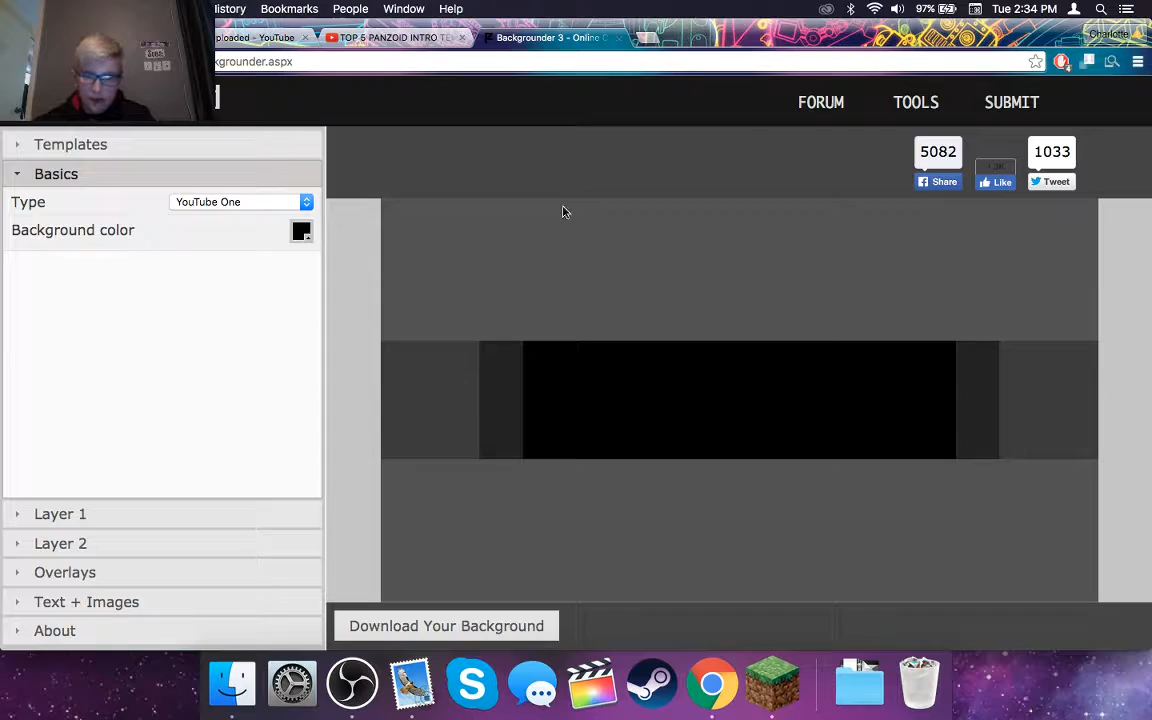 History Bookmarks People Window Help 97% Tue 2:34 PM
ploaded - YouTube TOP 5 PANZOID INTRO TE Backgrounder 3 - Online C Charlotte
kgrounder.aspx
FORUM TOOLS SUBMIT
Templates
Basics
Type YouTube One
Background color
5082 1033
Share Like Tweet
Layer 1
Layer 2
Overlays
Text + Images
About
Download Your Background